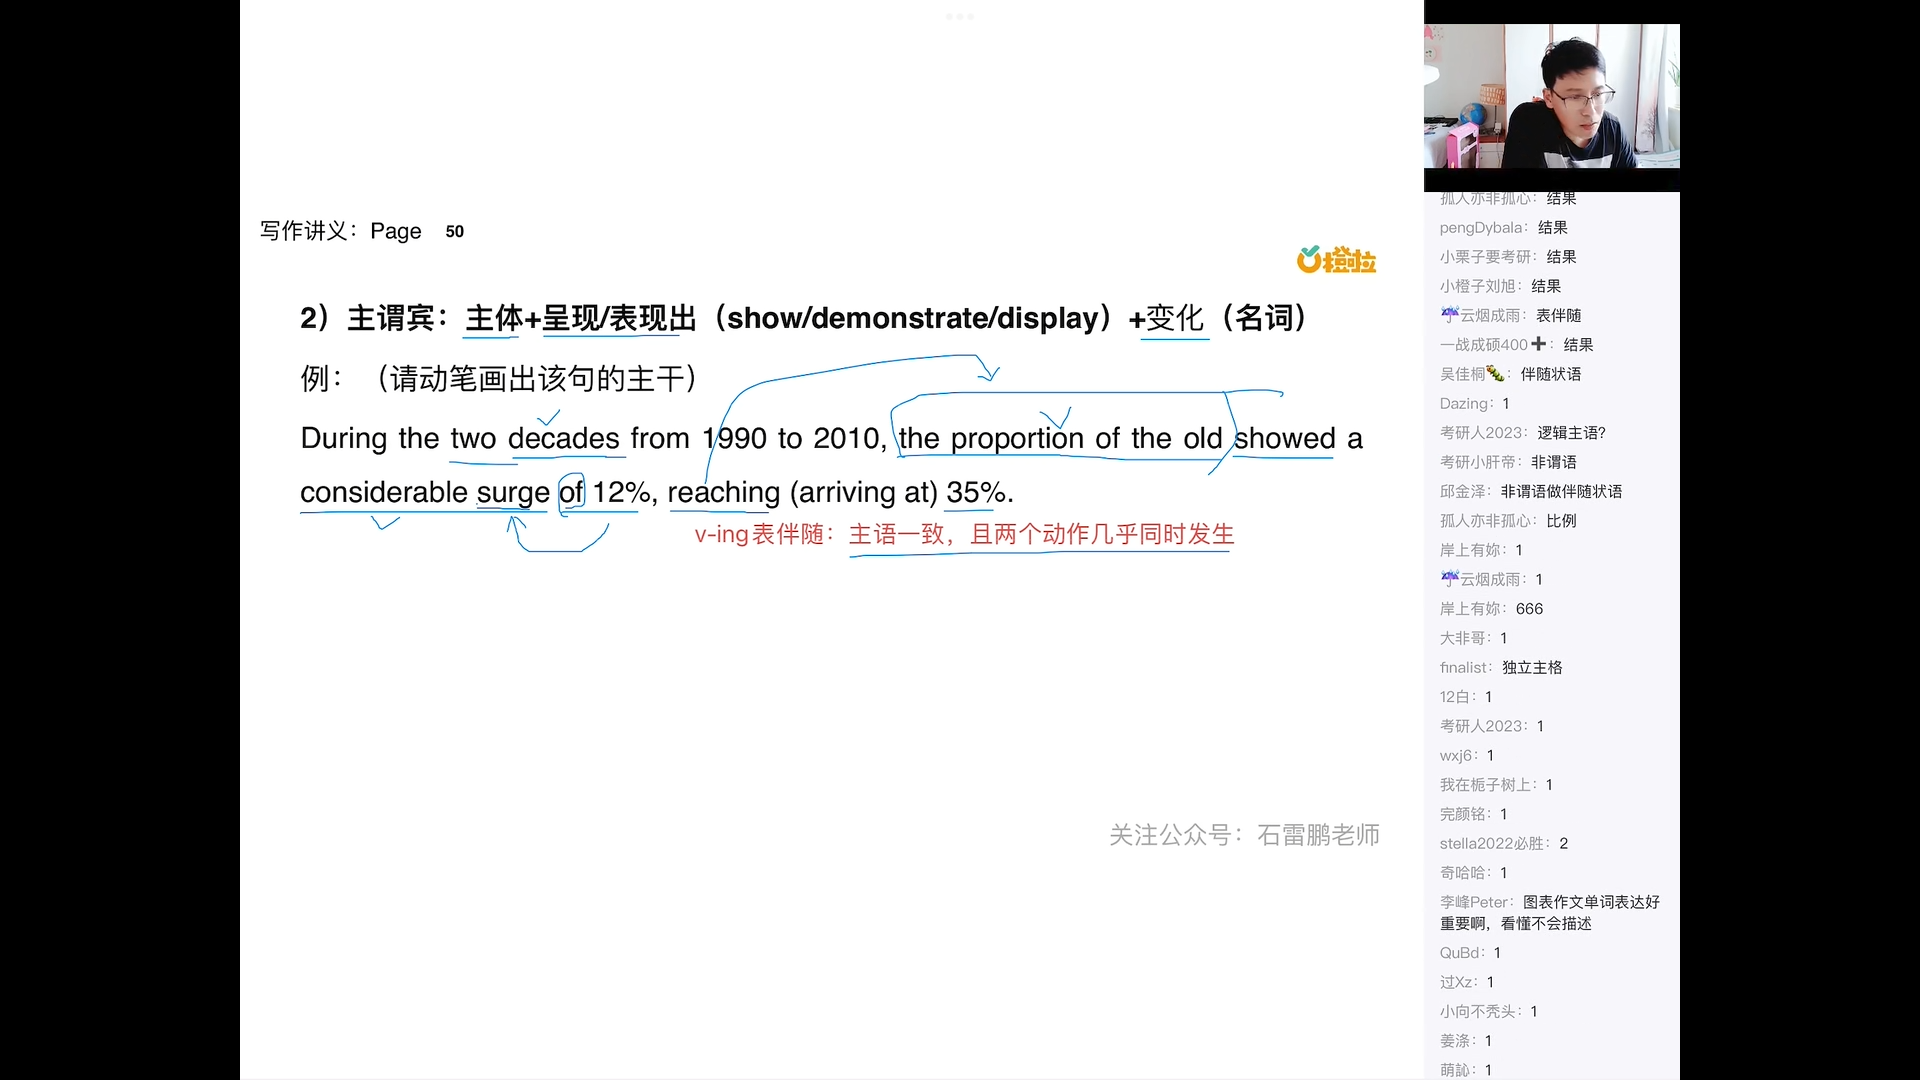 写作讲义：Page 50
橙啦
2）主谓宾：主体+呈现/表现出（show/demonstrate/display）+变化（名词）
例：（请动笔画出该句的主干）
During the two decades from 1990 to 2010, the proportion of the old showed a
considerable surge of 12%, reaching (arriving at) 35%.
v-ing表伴随：主语一致，且两个动作几乎同时发生
关注公众号：石雷鹏老师
孤人亦非孤心：结果
pengDybala：结果
小栗子要考研：结果
小橙子刘旭：结果
☔云烟成雨：表伴随
一战成硕400➕：结果
吴佳桐🐛：伴随状语
Dazing：1
考研人2023：逻辑主语?
考研小肝帝：非谓语
邱金泽：非谓语做伴随状语
孤人亦非孤心：比例
岸上有妳：1
☔云烟成雨：1
岸上有妳：666
大非哥：1
finalist：独立主格
12白：1
考研人2023：1
wxj6：1
我在栀子树上：1
完颜铭：1
stella2022必胜：2
奇哈哈：1
李峰Peter：图表作文单词表达好
重要啊，看懂不会描述
QuBd：1
过Xz：1
小向不秃头：1
姜涤：1
萌訫：1